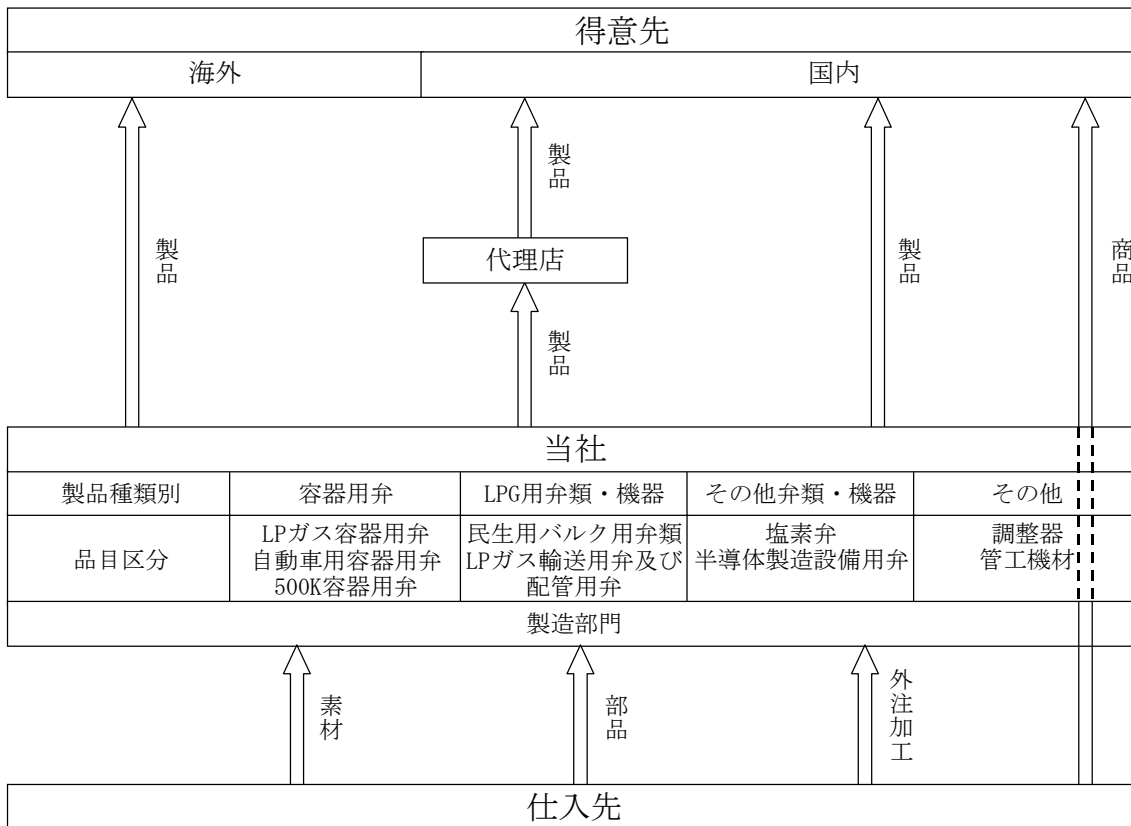 得意先
海外
国内
製品
製品
代理店
製品
製品
商品
当社
製品種類別
容器用弁
LPG用弁類・機器
その他弁類・機器
その他
品目区分
LPガス容器用弁
自動車用容器用弁
500K容器用弁
民生用バルク用弁類
LPガス輸送用弁及び
配管用弁
塩素弁
半導体製造設備用弁
調整器
管工機材
製造部門
素材
部品
外注加工
仕入先